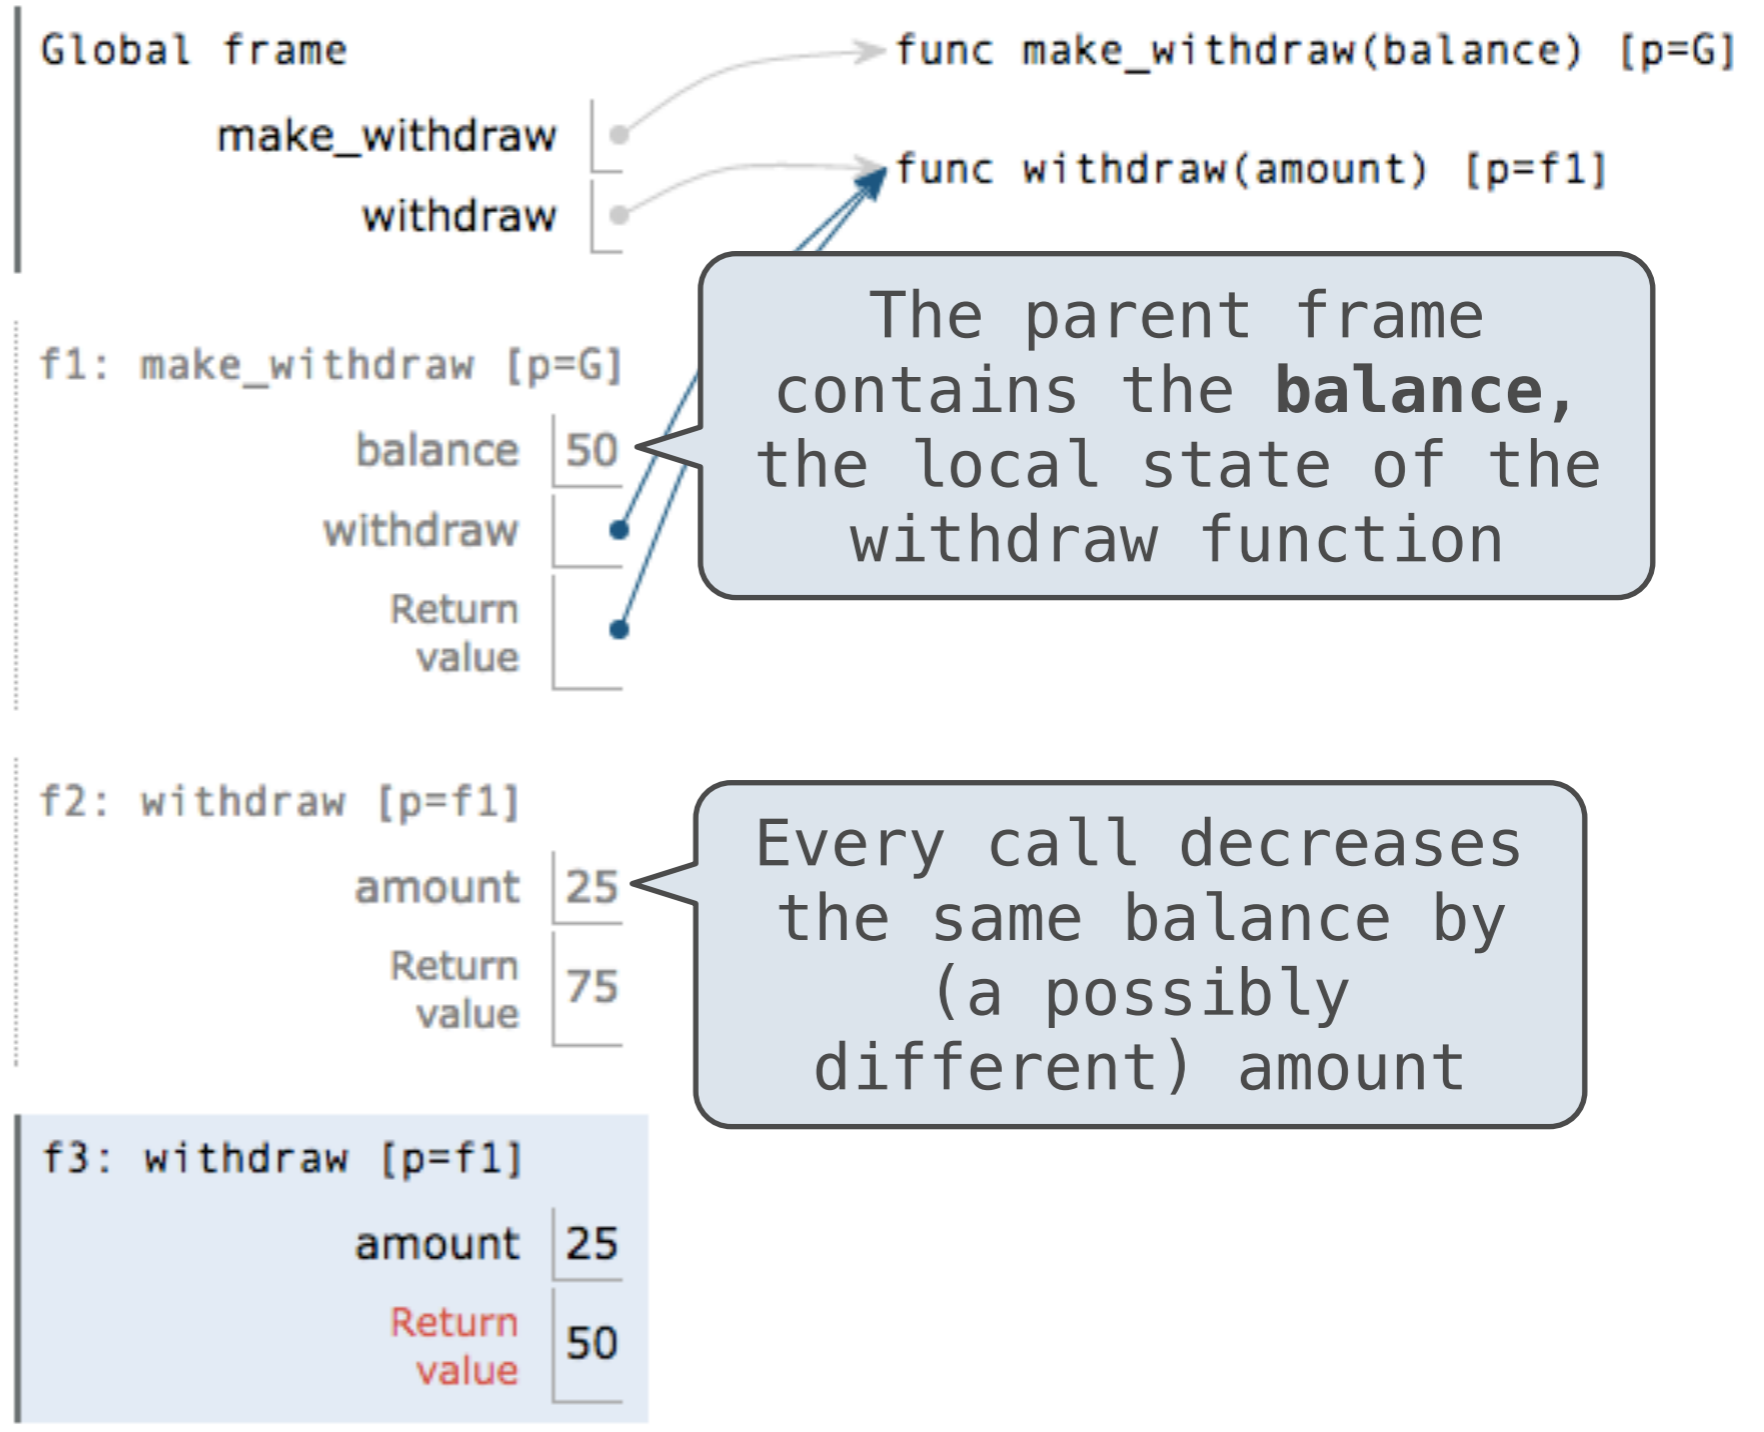 Global frame
func make_withdraw(balance) [p=G]
make_withdraw
func withdraw(amount) [p=f1]
withdraw
The parent frame
contains the balance,
the local state of the
withdraw function
f1: make_withdraw [p=G]
balance 50
withdraw
Return
value
f2: withdraw [p=f1]
amount 25
Return
value 75
Every call decreases
the same balance by
(a possibly
different) amount
f3: withdraw [p=f1]
amount 25
Return
value 50